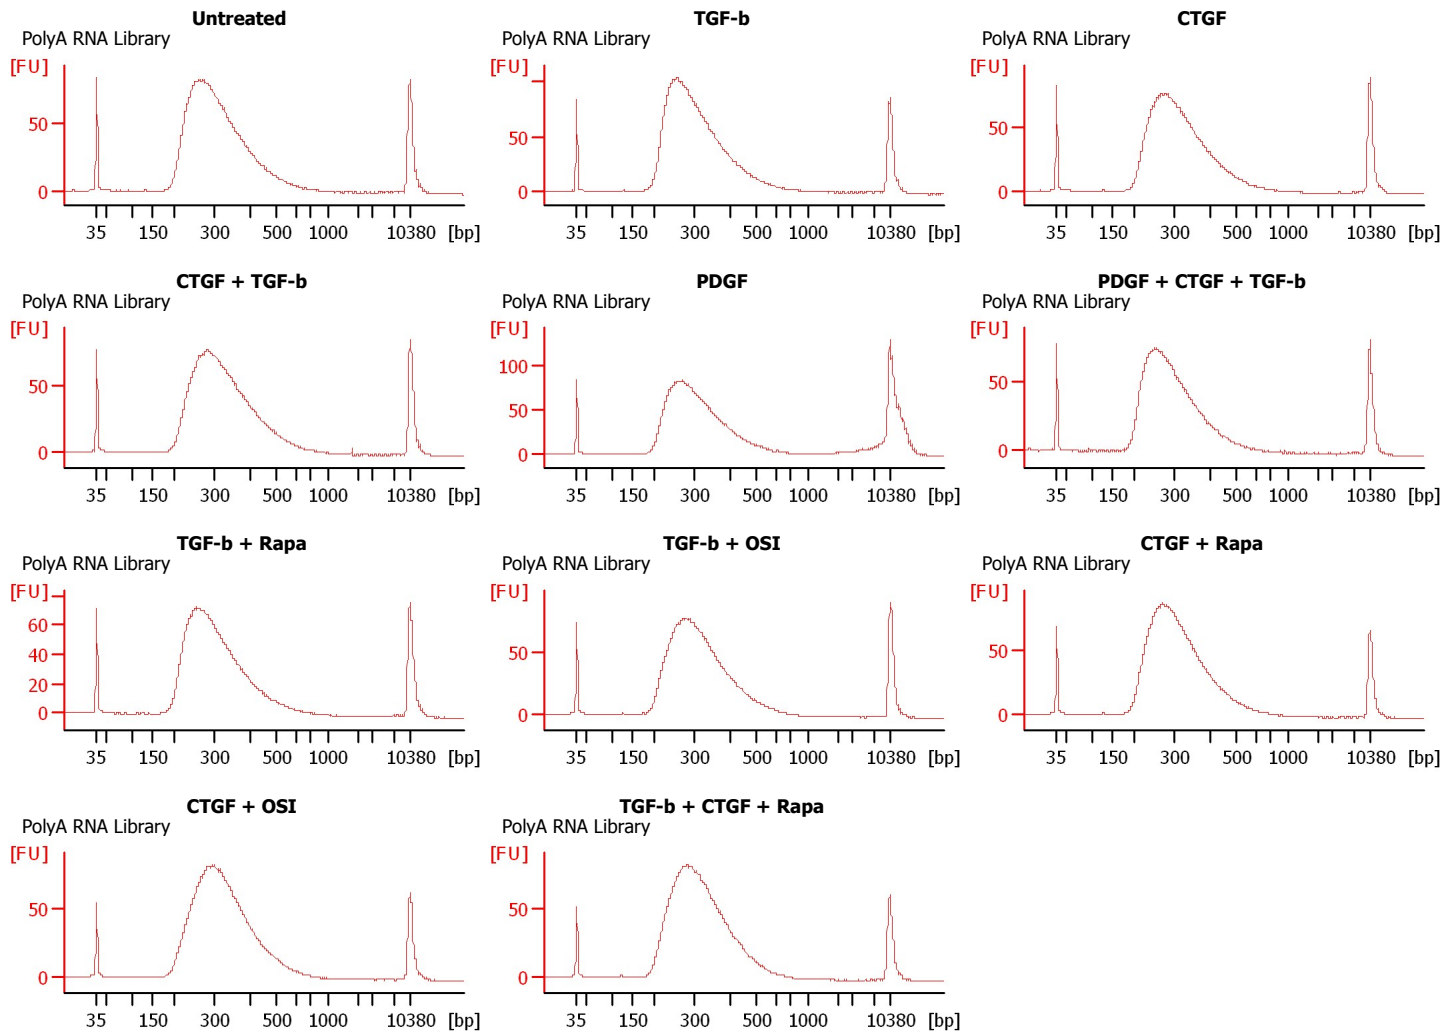 Untreated
PolyA RNA Library
[FU]
50
0
35 150 300 500 1000 10380 [bp]
TGF-b
PolyA RNA Library
[FU]
50
0
35 150 300 500 1000 10380 [bp]
CTGF
PolyA RNA Library
[FU]
50
0
35 150 300 500 1000 10380 [bp]
CTGF + TGF-b
PolyA RNA Library
[FU]
50
0
35 150 300 500 1000 10380 [bp]
PDGF
PolyA RNA Library
[FU]
100
50
0
35 150 300 500 1000 10380 [bp]
PDGF + CTGF + TGF-b
PolyA RNA Library
[FU]
50
0
35 150 300 500 1000 10380 [bp]
TGF-b + Rapa
PolyA RNA Library
[FU]
60
40
20
0
35 150 300 500 1000 10380 [bp]
TGF-b + OSI
PolyA RNA Library
[FU]
50
0
35 150 300 500 1000 10380 [bp]
CTGF + Rapa
PolyA RNA Library
[FU]
50
0
35 150 300 500 1000 10380 [bp]
CTGF + OSI
PolyA RNA Library
[FU]
50
0
35 150 300 500 1000 10380 [bp]
TGF-b + CTGF + Rapa
PolyA RNA Library
[FU]
50
0
35 150 300 500 1000 10380 [bp]